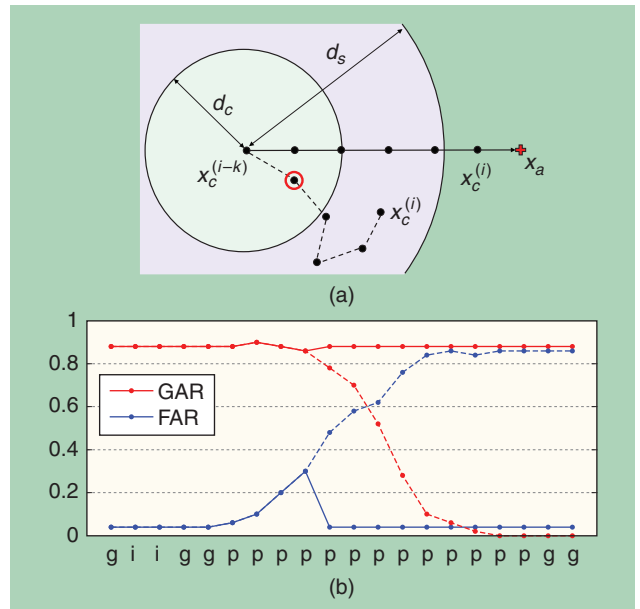 d_s
d_c
x_c^(i−k)
x_c^(i)
x_a
x_c^(i)
(a)
1
0.8
0.6
0.4
0.2
0
GAR
FAR
g i i g g p p p p p p p p p p p p p g g
(b)